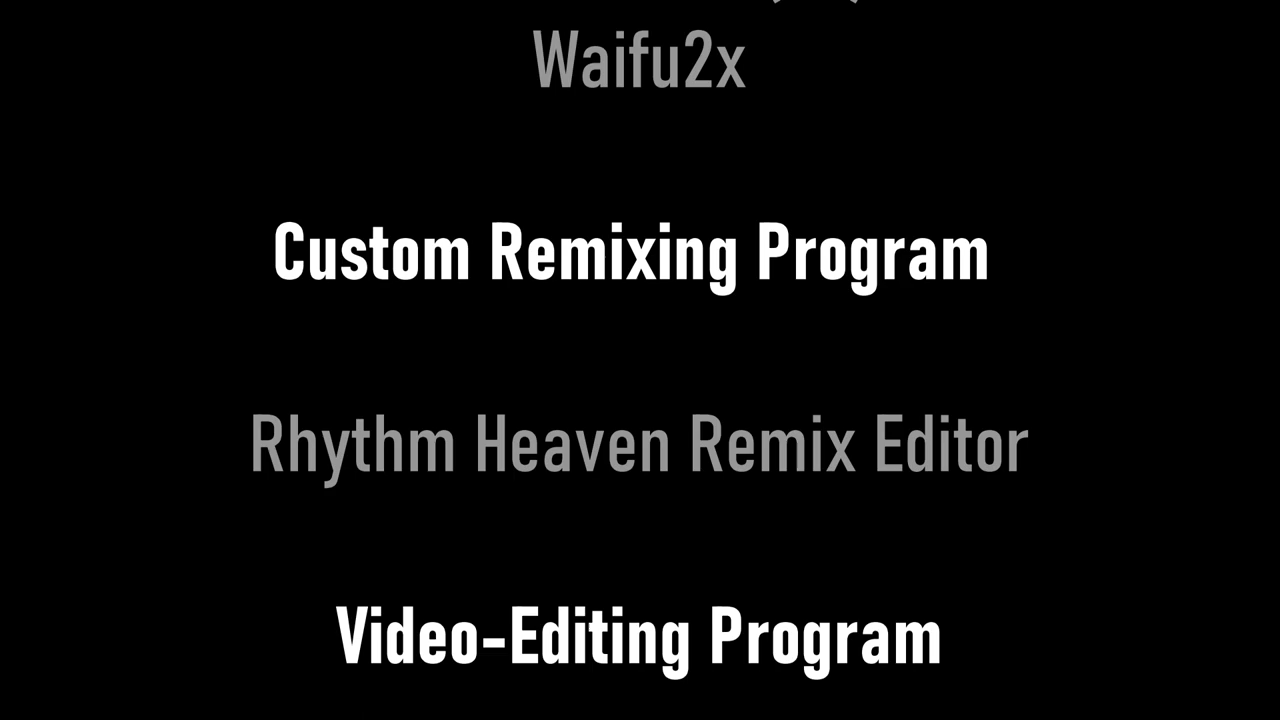 Waifu2x
Custom Remixing Program
Rhythm Heaven Remix Editor
Video-Editing Program